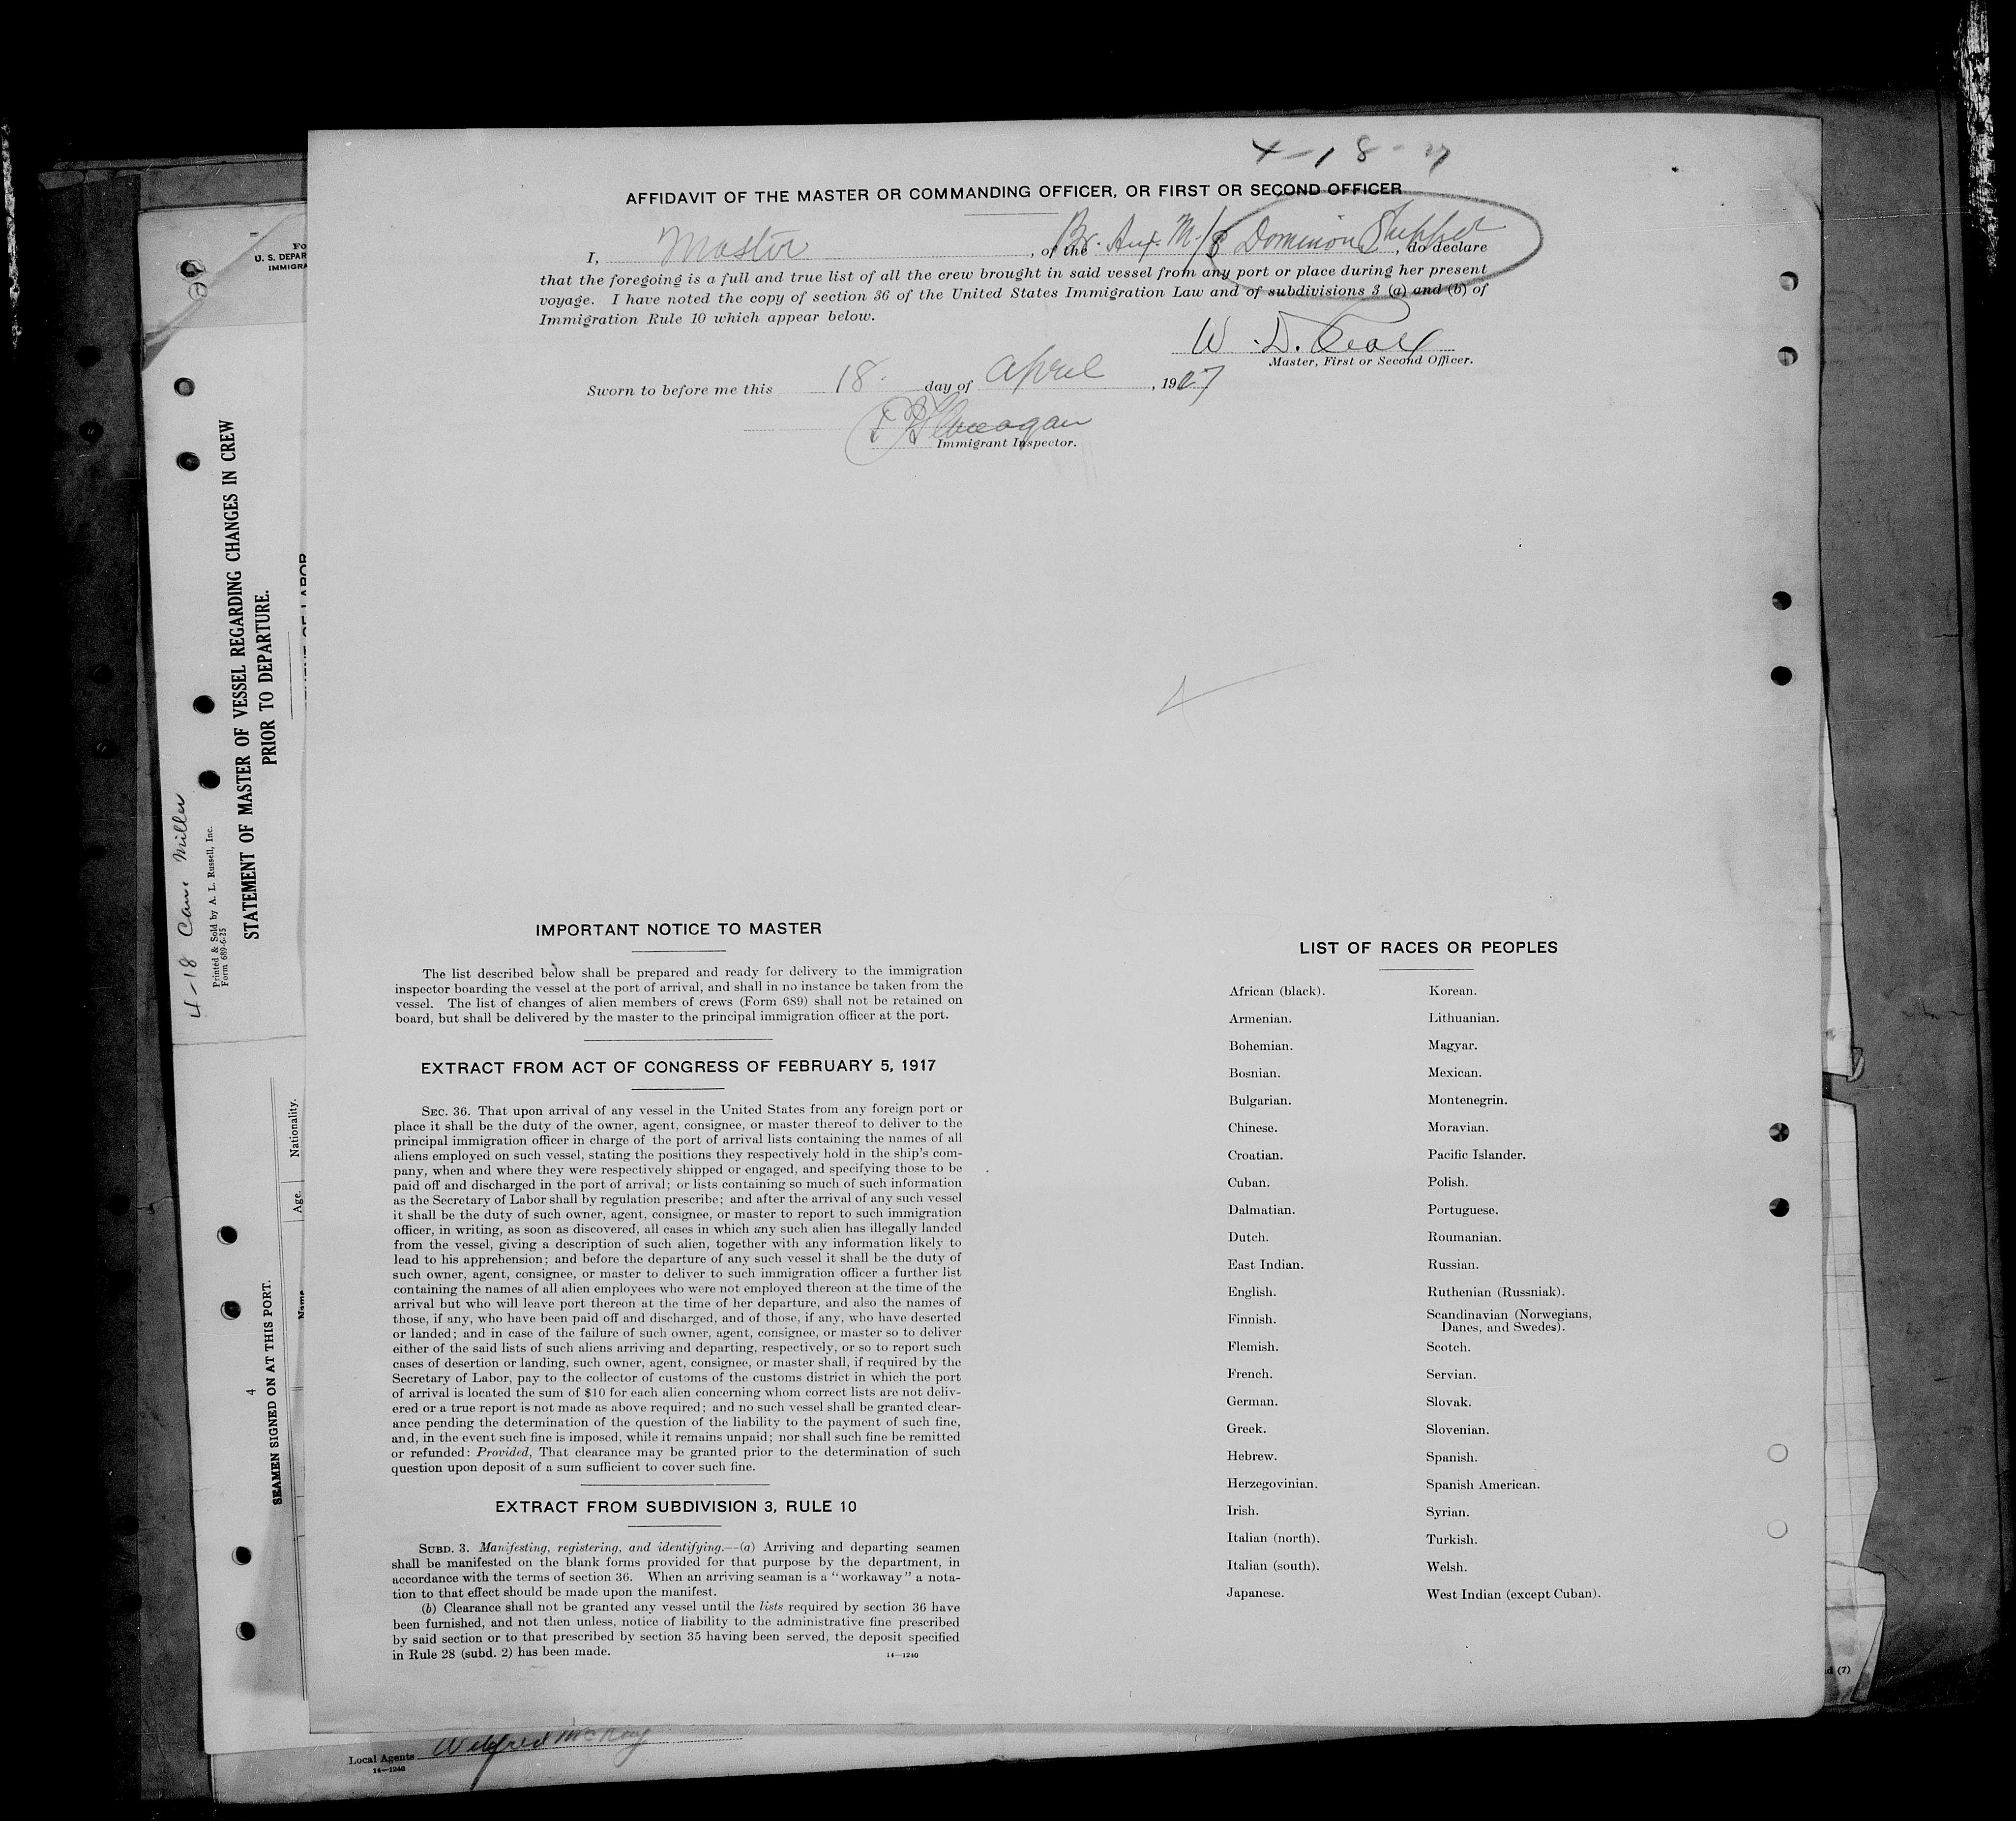 4-18-27
AFFIDAVIT OF THE MASTER OR COMMANDING OFFICER, OR FIRST OR SECOND OFFICER
I, Master, of the Br. Aux. M/S Dominion Shipper, do declare
that the foregoing is a full and true list of all the crew brought in said vessel from any port or place during her present
voyage. I have noted the copy of section 36 of the United States Immigration Law and of subdivisions 3 (a) and (b) of
Immigration Rule 10 which appear below.
W. D.
Master, First or Second Officer.
Sworn to before me this 18. day of April, 1927
Immigrant Inspector.
IMPORTANT NOTICE TO MASTER
The list described below shall be prepared and ready for delivery to the immigration
inspector boarding the vessel at the port of arrival, and shall in no instance be taken from the
vessel. The list of changes of alien members of crews (Form 689) shall not be retained on
board, but shall be delivered by the master to the principal immigration officer at the port.
EXTRACT FROM ACT OF CONGRESS OF FEBRUARY 5, 1917
SEC. 36. That upon arrival of any vessel in the United States from any foreign port or
place it shall be the duty of the owner, agent, consignee, or master thereof to deliver to the
principal immigration officer in charge of the port of arrival lists containing the names of all
aliens employed on such vessel, stating the positions they respectively hold in the ship's com-
pany, when and where they were respectively shipped or engaged, and specifying those to be
paid off and discharged in the port of arrival; or lists containing so much of such information
as the Secretary of Labor shall by regulation prescribe; and after the arrival of any such vessel
it shall be the duty of such owner, agent, consignee, or master to report to such immigration
officer, in writing, as soon as discovered, all cases in which any such alien has illegally landed
from the vessel, giving a description of such alien, together with any information likely to
lead to his apprehension; and before the departure of any such vessel it shall be the duty of
such owner, agent, consignee, or master to deliver to such immigration officer a further list
containing the names of all alien employees who were not employed thereon at the time of the
arrival but who will leave port thereon at the time of her departure, and also the names of
those, if any, who have been paid off and discharged, and of those, if any, who have deserted
or landed; and in case of the failure of such owner, agent, consignee, or master so to deliver
either of the said lists of such aliens arriving and departing, respectively, or so to report such
cases of desertion or landing, such owner, agent, consignee, or master shall, if required by the
Secretary of Labor, pay to the collector of customs of the customs district in which the port
of arrival is located the sum of $10 for each alien concerning whom correct lists are not deliv-
ered or a true report is not made as above required; and no such vessel shall be granted clear-
ance pending the determination of the question of the liability to the payment of such fine,
and, in the event such fine is imposed, while it remains unpaid; nor shall such fine be remitted
or refunded: Provided, That clearance may be granted prior to the determination of such
question upon deposit of a sum sufficient to cover such fine.
EXTRACT FROM SUBDIVISION 3, RULE 10
SUBD. 3. Manifesting, registering, and identifying.--(a) Arriving and departing seamen
shall be manifested on the blank forms provided for that purpose by the department, in
accordance with the terms of section 36. When an arriving seaman is a "workaway" a nota-
tion to that effect should be made upon the manifest.
(b) Clearance shall not be granted any vessel until the lists required by section 36 have
been furnished, and not then unless, notice of liability to the administrative fine prescribed
by said section or to that prescribed by section 35 having been served, the deposit specified
in Rule 28 (subd. 2) has been made.
14—1240
LIST OF RACES OR PEOPLES
African (black).
Armenian.
Bohemian.
Bosnian.
Bulgarian.
Chinese.
Croatian.
Cuban.
Dalmatian.
Dutch.
East Indian.
English.
Finnish.
Flemish.
French.
German.
Greek.
Hebrew.
Herzegovinian.
Irish.
Italian (north).
Italian (south).
Japanese.
Korean.
Lithuanian.
Magyar.
Mexican.
Montenegrin.
Moravian.
Pacific Islander.
Polish.
Portuguese.
Roumanian.
Russian.
Ruthenian (Russniak).
Scandinavian (Norwegians,
Danes, and Swedes).
Scotch.
Servian.
Slovak.
Slovenian.
Spanish.
Spanish American.
Syrian.
Turkish.
Welsh.
West Indian (except Cuban).
Fo
U. S. DEPAR
IMMIGRA
4-18 Miller
Printed & Sold by A. L. Russell, Inc.
Form 689-6-25
STATEMENT OF MASTER OF VESSEL REGARDING CHANGES IN CREW
PRIOR TO DEPARTURE.
4
SEAMEN SIGNED ON AT THIS PORT.
Name
Age.
Nationality.
Local Agents Wilfred McKay
14—1240
d (7)